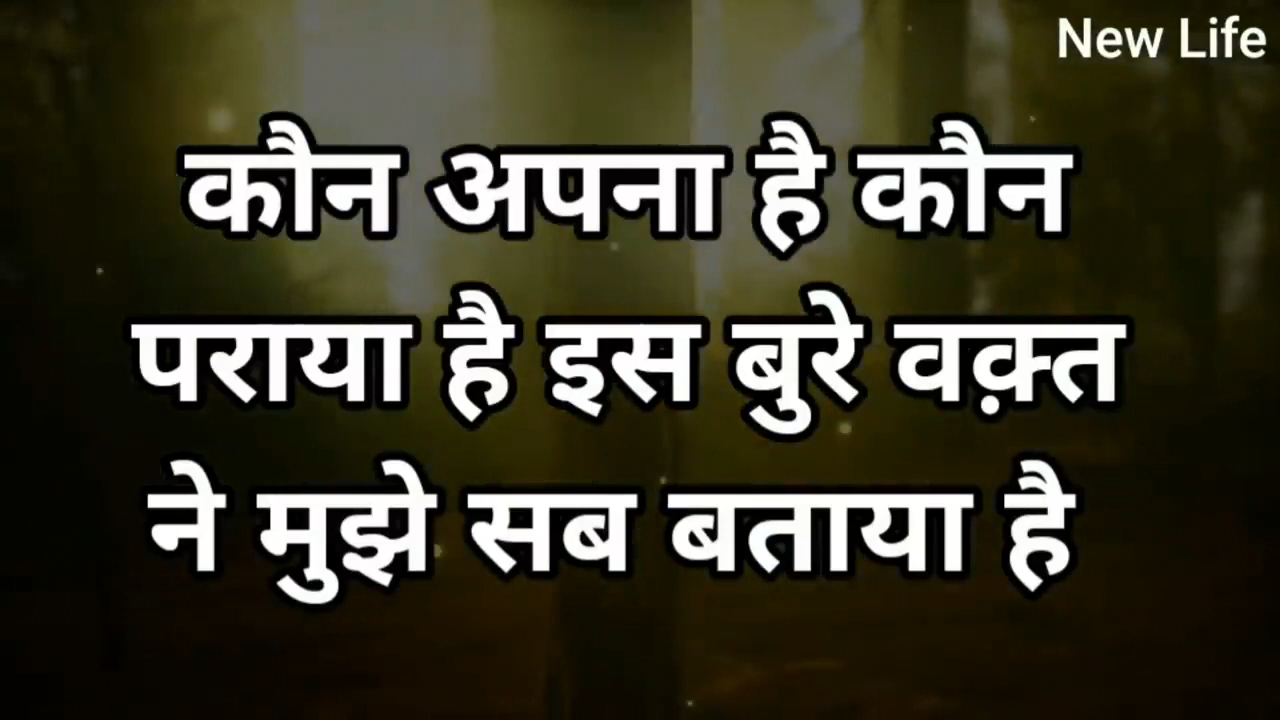 New Life
कौन अपना है कौन
पराया है इस बुरे वक़्त
ने मुझे सब बताया है